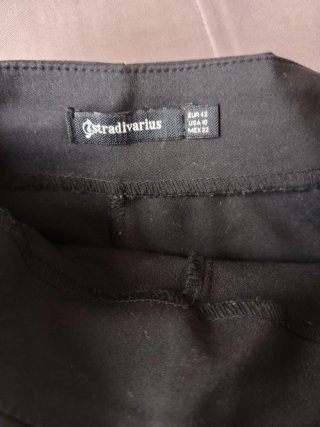 stradivarius
EUR 42
USA 10
MEX 32